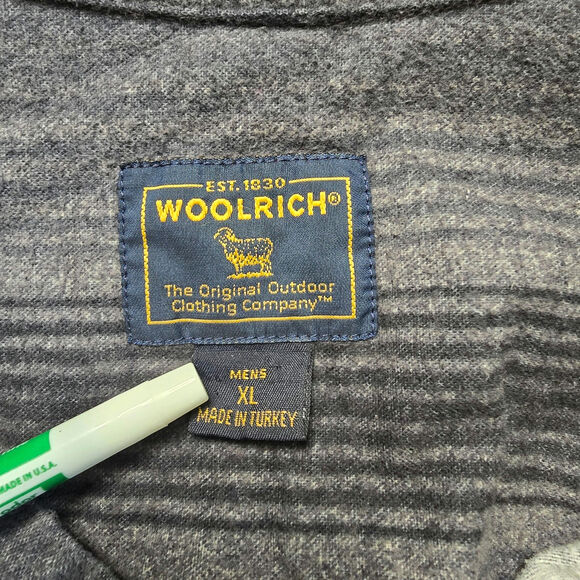 EST. 1830
WOOLRICH®
The Original Outdoor
Clothing Company™
MENS
XL
MADE IN TURKEY
MADE IN U.S.A.